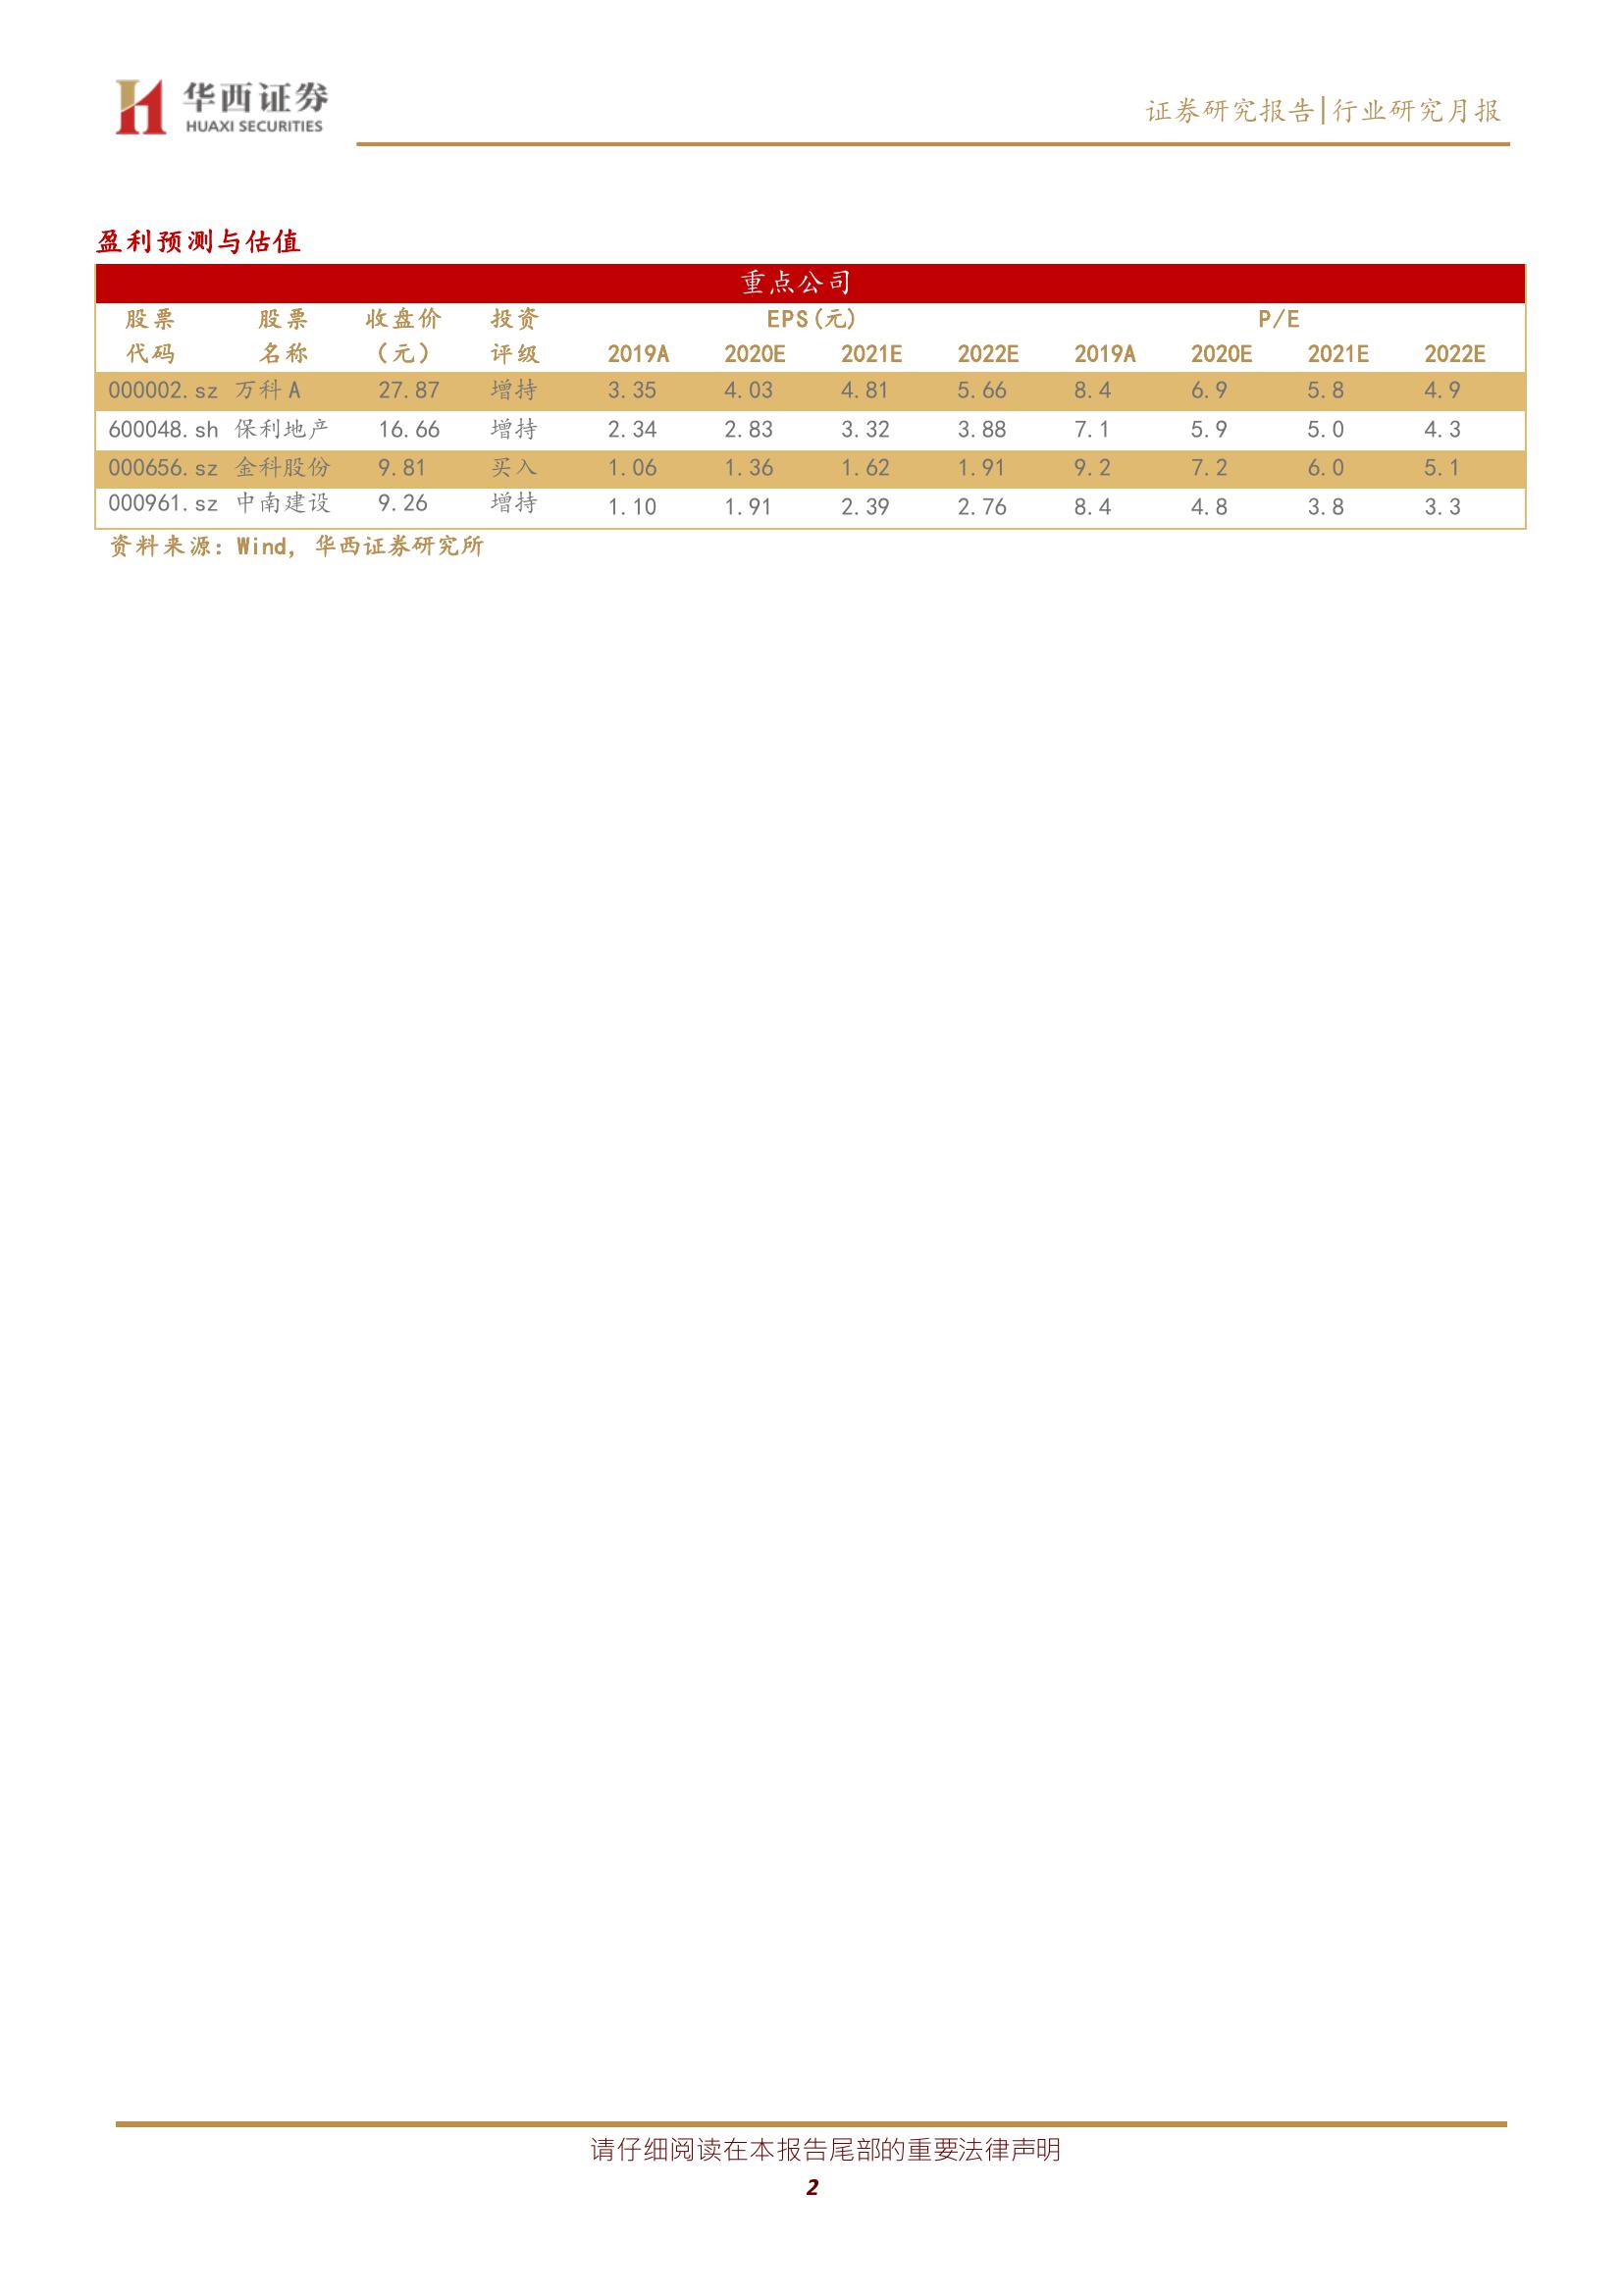 华西证券
HUAXI SECURITIES
证券研究报告|行业研究月报
盈利预测与估值
重点公司
股票 股票 收盘价 投资 EPS(元) P/E
代码 名称 （元） 评级 2019A 2020E 2021E 2022E 2019A 2020E 2021E 2022E
000002.sz 万科A 27.87 增持 3.35 4.03 4.81 5.66 8.4 6.9 5.8 4.9
600048.sh 保利地产 16.66 增持 2.34 2.83 3.32 3.88 7.1 5.9 5.0 4.3
000656.sz 金科股份 9.81 买入 1.06 1.36 1.62 1.91 9.2 7.2 6.0 5.1
000961.sz 中南建设 9.26 增持 1.10 1.91 2.39 2.76 8.4 4.8 3.8 3.3
资料来源：Wind，华西证券研究所
请仔细阅读在本报告尾部的重要法律声明
2